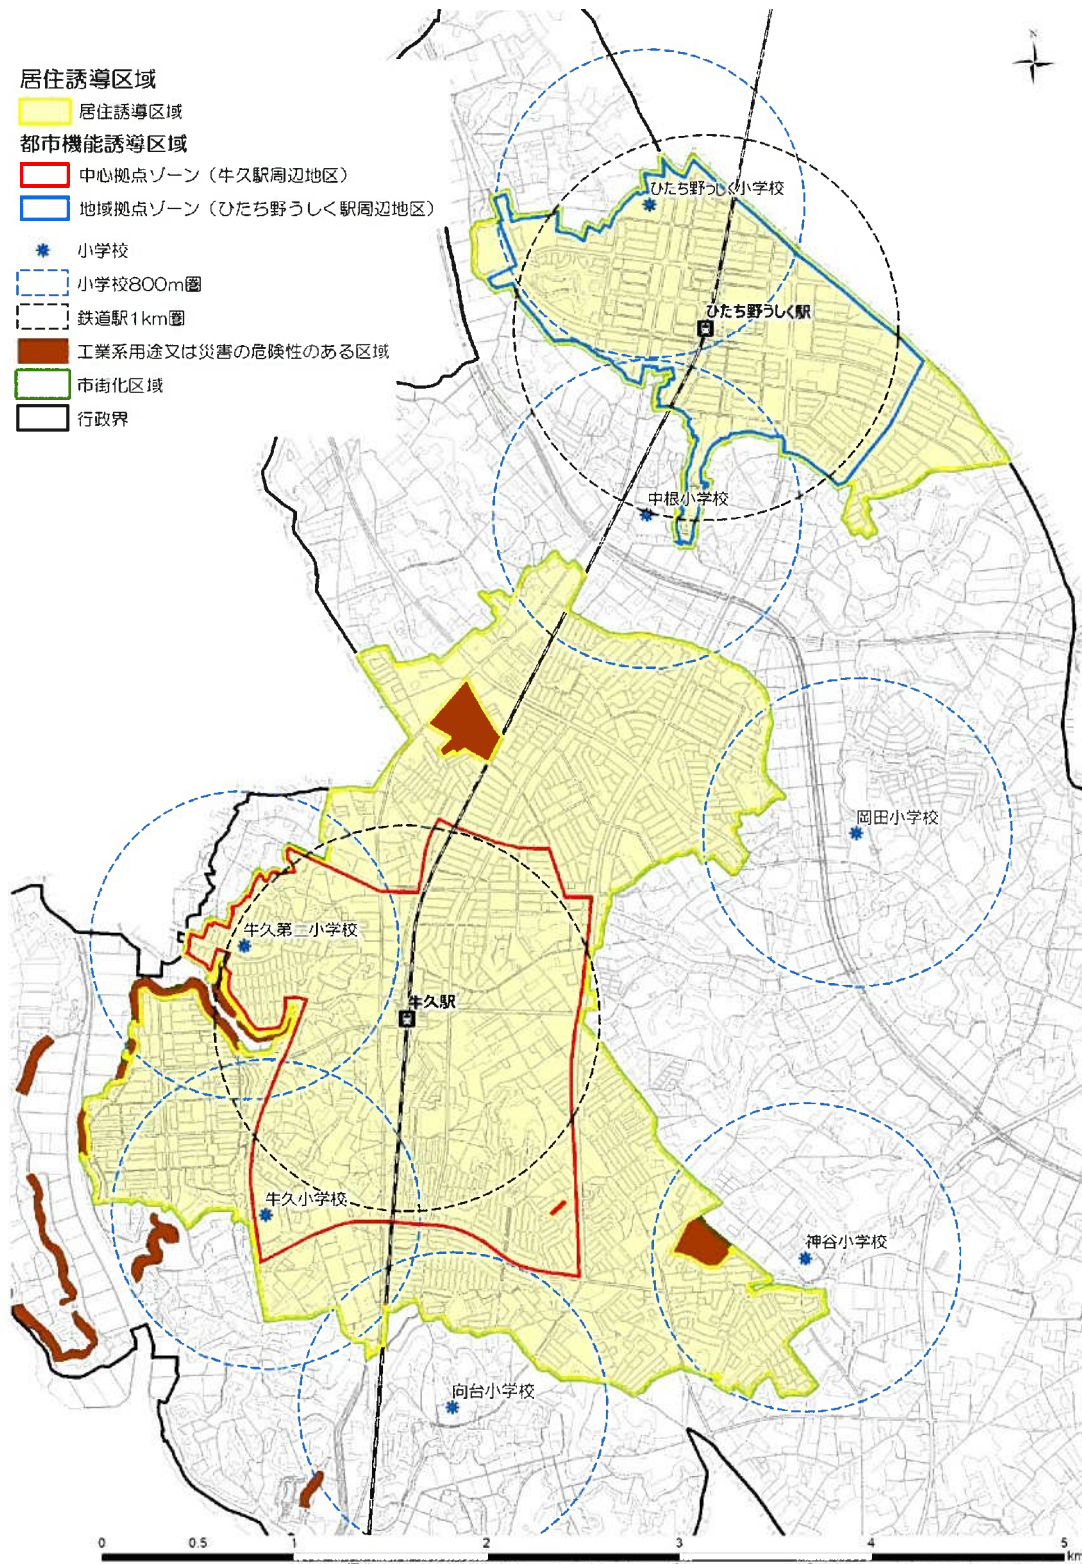 N
居住誘導区域
居住誘導区域
都市機能誘導区域
中心拠点ゾーン（牛久駅周辺地区）
地域拠点ゾーン（ひたち野うしく駅周辺地区）
小学校
小学校800m圏
鉄道駅1km圏
工業系用途又は災害の危険性のある区域
市街化区域
行政界
ひたち野うしく小学校
ひたち野うしく駅
中根小学校
岡田小学校
牛久第二小学校
牛久駅
牛久小学校
神谷小学校
向台小学校
0 0.5 1 2 3 4 5
km